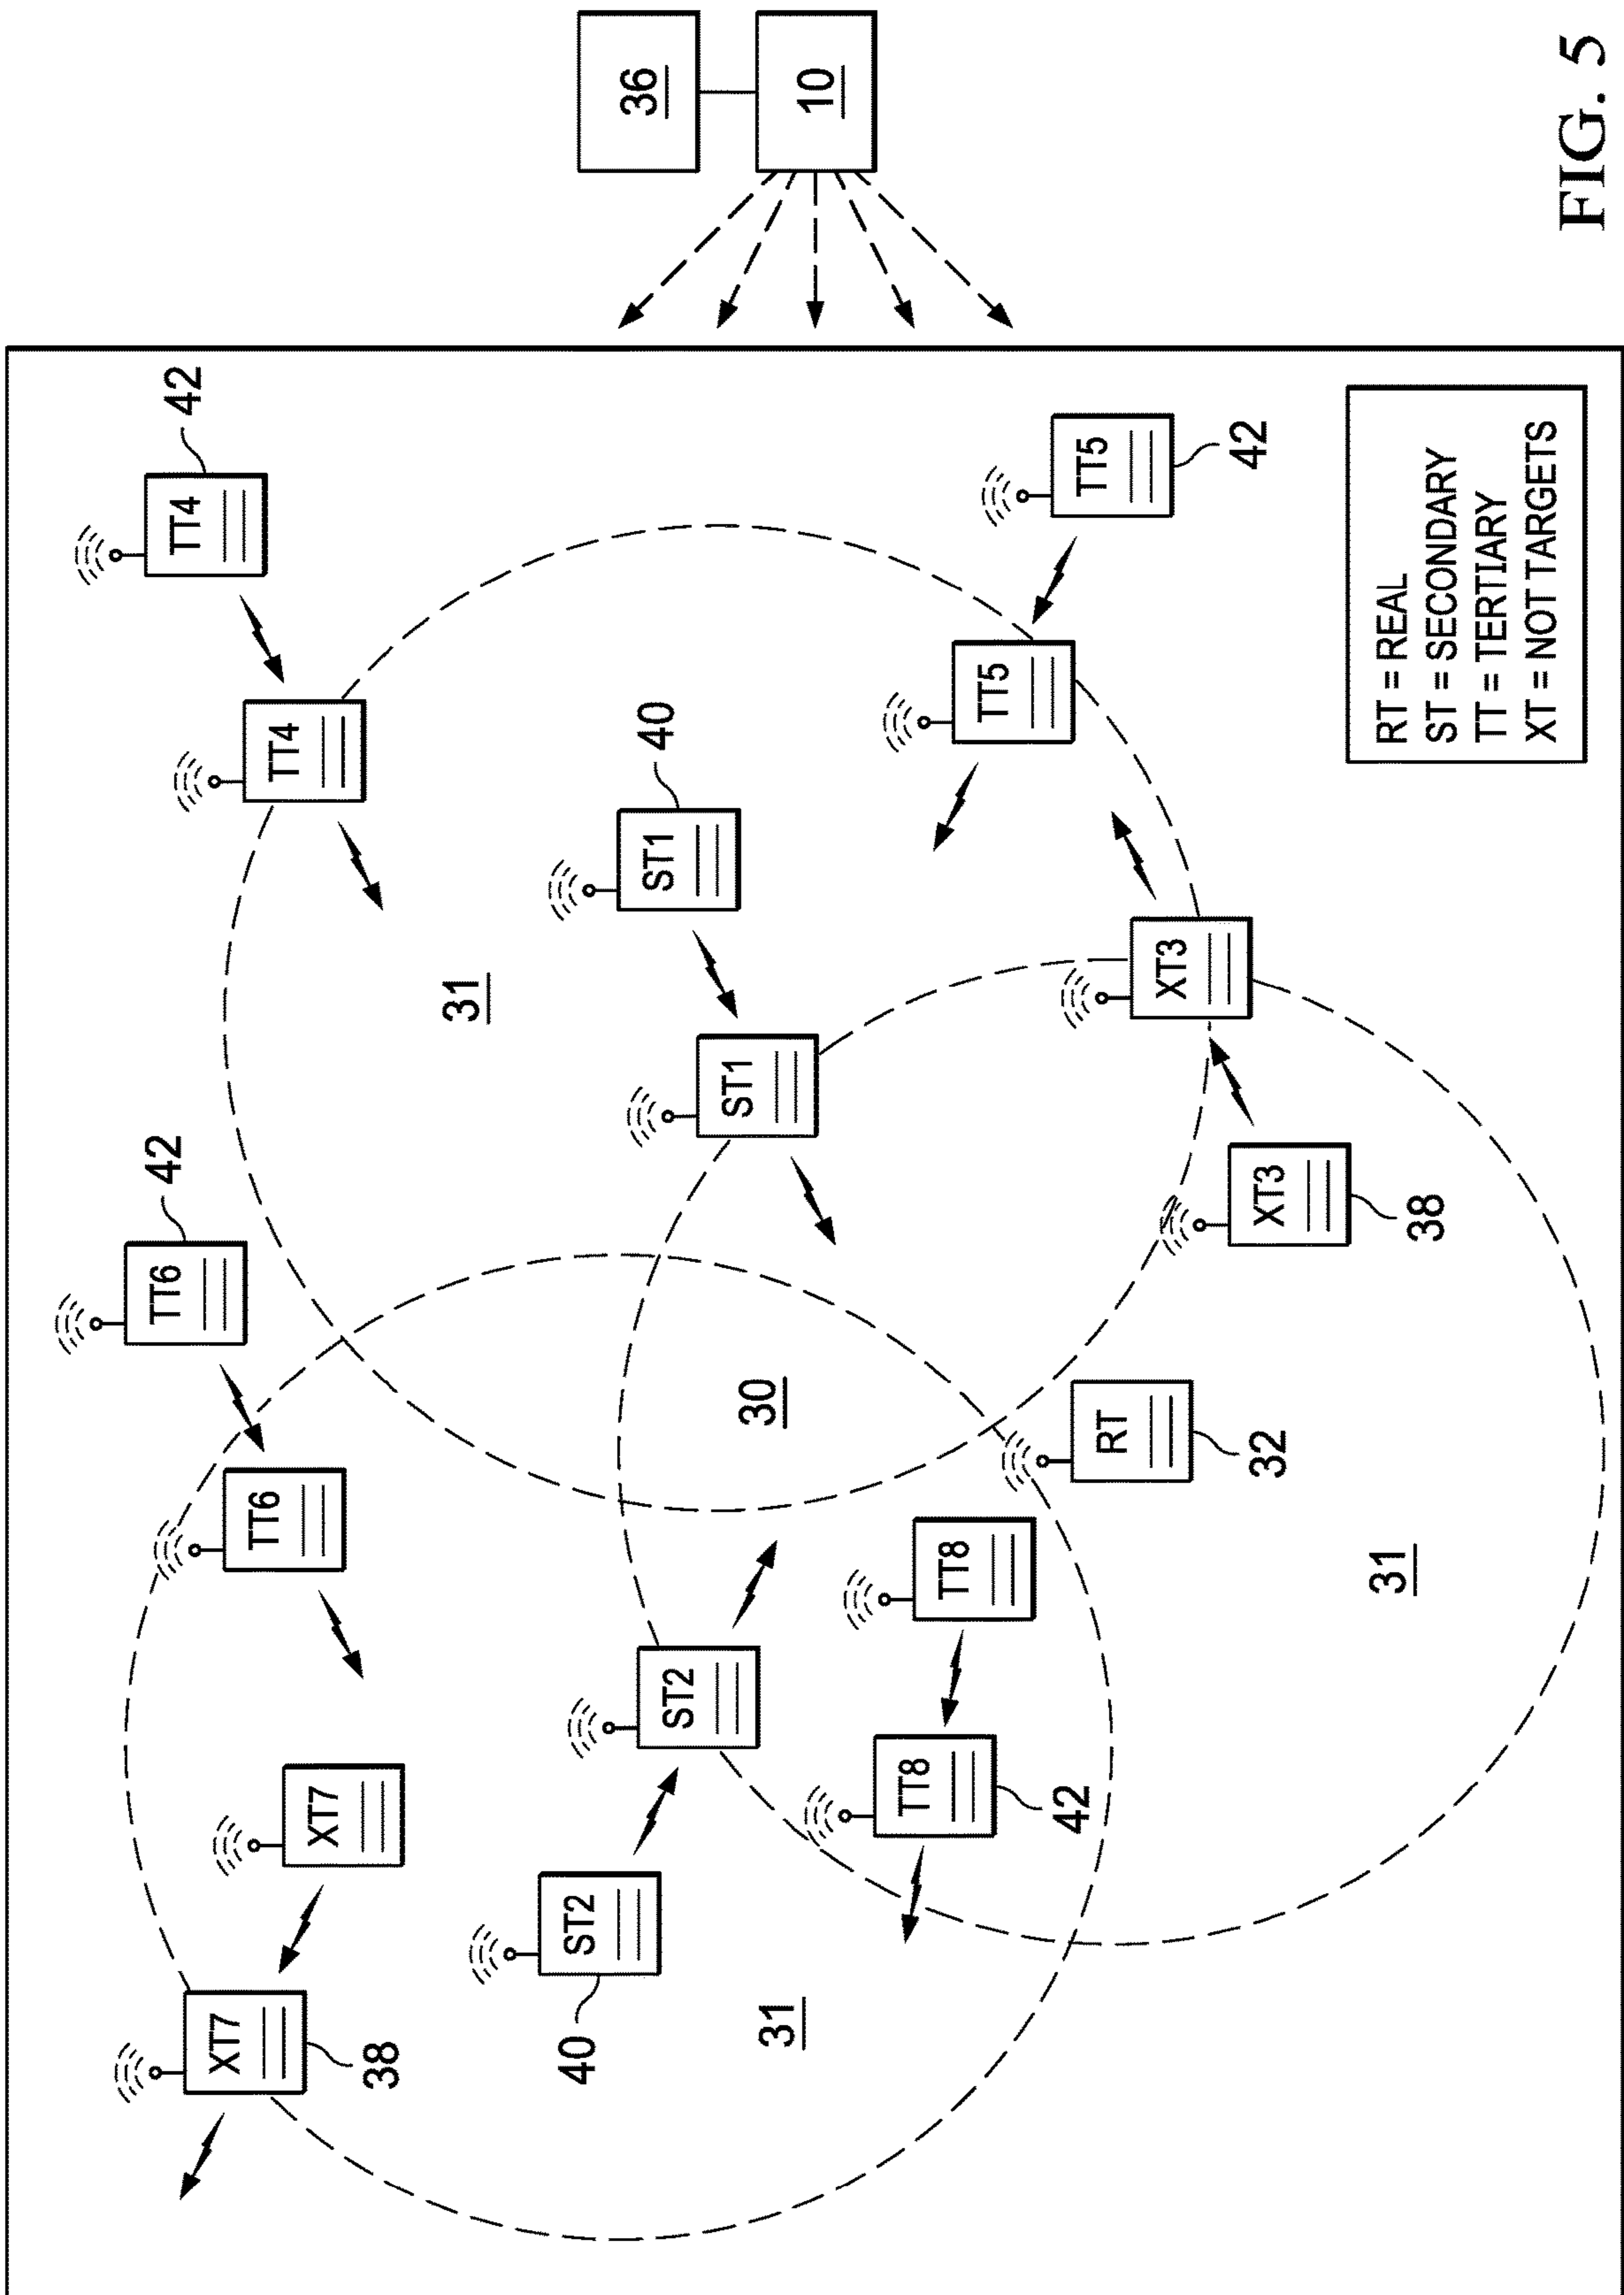 42
42
TT6
TT4
XT7
TT6
TT4
XT7
38
31
40
ST2
36
40
ST1
ST2
ST1
30
31
10
TT8
TT8
TT5
42
TT5
RT
XT3
42
32
XT3
31
38
RT = REAL
ST = SECONDARY
TT = TERTIARY
XT = NOT TARGETS
FIG. 5